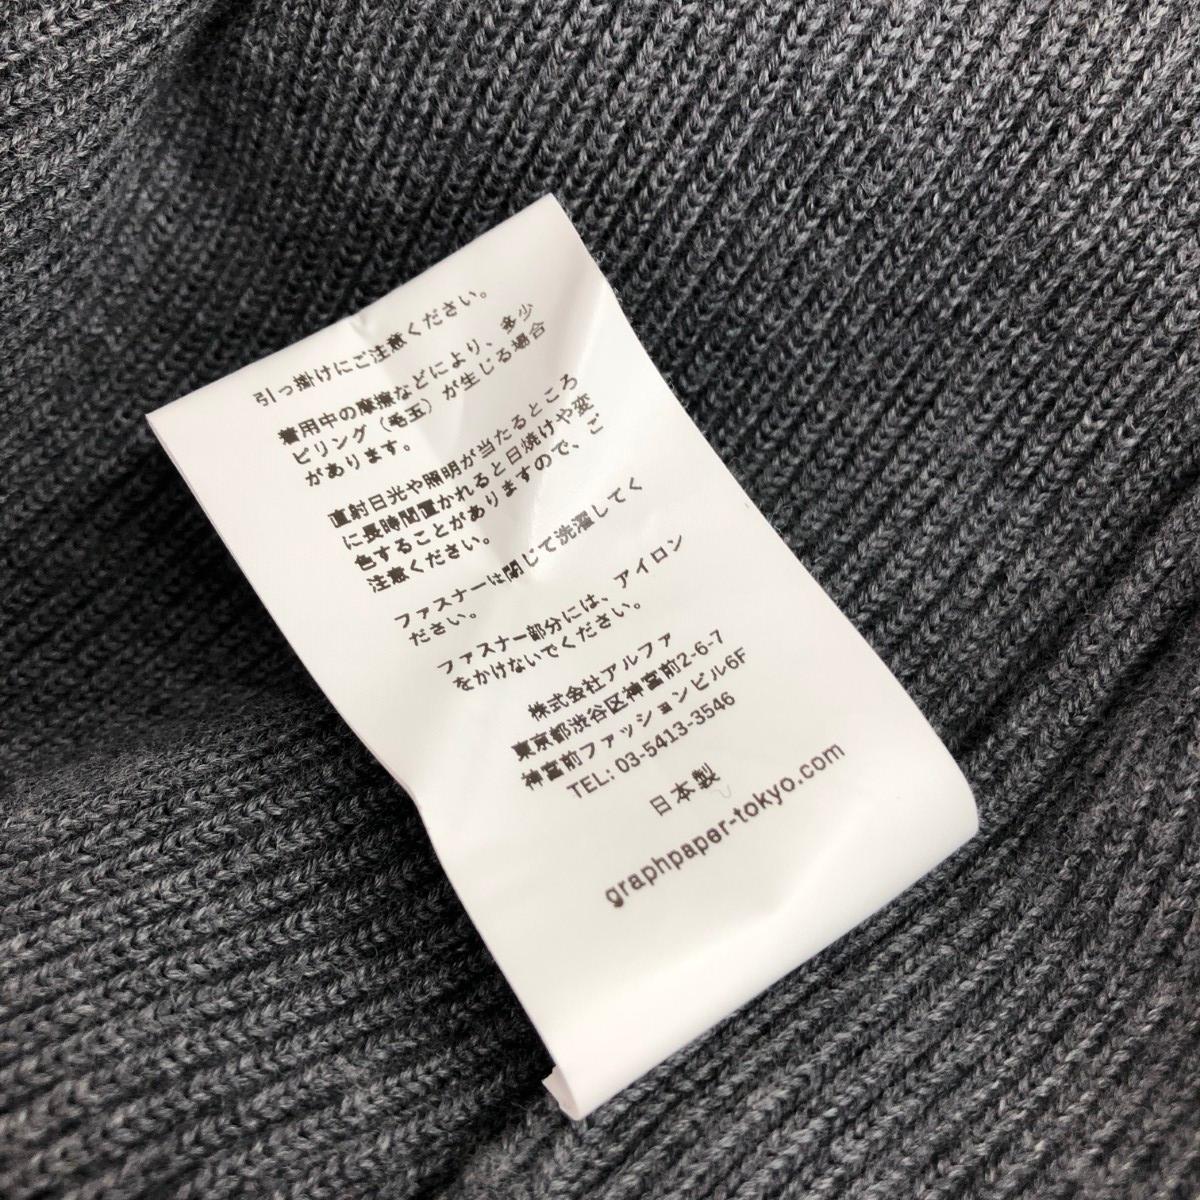 引っ掛けにご注意ください。
着用中の摩擦などにより、多少
ピリング（毛玉）が生じる場合
があります。
直射日光や照明が当たるところ
に長時間置かれると日焼けや変
色することがありますので、ご
注意ください。
ファスナーは閉じて洗濯してく
ださい。
ファスナー部分には、アイロン
をかけないでください。
株式会社アルファ
東京都渋谷区神宮前2-6-7
神宮前ファッションビル6F
TEL: 03-5413-3546
日本製
graphpaper-tokyo.com